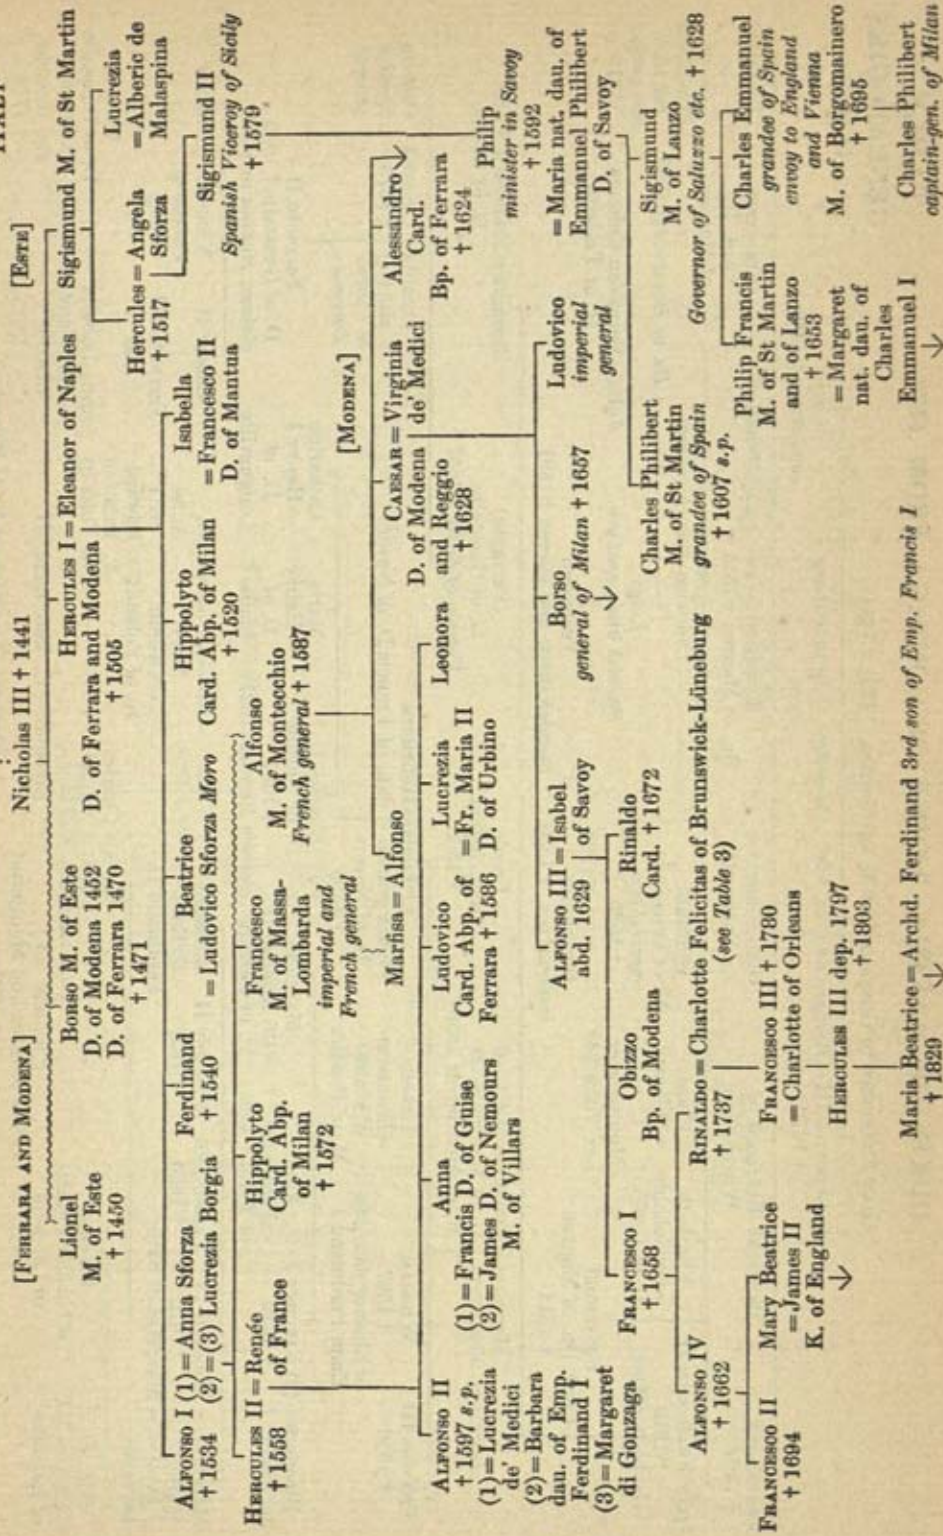 [ESTE]
[FERRARA AND MODENA]
Nicholas III † 1441
Lionel
M. of Este
† 1450
BORSO M. of Este
D. of Modena 1452
D. of Ferrara 1470
† 1471
HERCULES I = Eleanor of Naples
D. of Ferrara and Modena
† 1505
Sigismund M. of St Martin
Hercules = Angela
† 1517 Sforza
Lucrezia
= Alberic de
Malaspina
Sigismund II
Spanish Viceroy of Sicily
† 1579
ALFONSO I (1) = Anna Sforza
† 1534 (2) = (3) Lucrezia Borgia
Ferdinand
† 1540
Beatrice
= Ludovico Sforza Moro
Hippolyto
Card. Abp. of Milan
† 1520
Isabella
= Francesco II
D. of Mantua
HERCULES II = Renée
† 1558 of France
Hippolyto
Card. Abp.
of Milan
† 1572
Francesco
M. of Massa-
Lombarda
imperial and
French general
Alfonso
M. of Montecchio
French general † 1587
[MODENA]
Marfisa = Alfonso
CAESAR = Virginia
D. of Modena de' Medici
and Reggio
† 1628
Alessandro
Card.
Bp. of Ferrara
† 1624
Philip
minister in Savoy
† 1592
= Maria nat. dau. of
Emmanuel Philibert
D. of Savoy
ALFONSO II
† 1597 s.p.
(1) = Lucrezia
de' Medici
(2) = Barbara
dau. of Emp.
Ferdinand I
(3) = Margaret
di Gonzaga
Anna
(1) = Francis D. of Guise
(2) = James D. of Nemours
M. of Villars
Ludovico
Card. Abp. of
Ferrara † 1586
Lucrezia
= Fr. Maria II
D. of Urbino
Leonora
ALFONSO III = Isabel
abd. 1629 of Savoy
Borso
general of Milan † 1657
Ludovico
imperial
general
Charles Philibert
M. of St Martin
grandee of Spain
† 1607 s.p.
Sigismund
M. of Lanzo
Governor of Saluzzo etc. † 1628
FRANCESCO I
† 1658
Obizzo
Bp. of Modena
Rinaldo
Card. † 1672
Philip Francis
M. of St Martin
and of Lanzo
† 1653
= Margaret
nat. dau. of
Charles
Emmanuel I
Charles Emmanuel
grandee of Spain
envoy to England
and Vienna
M. of Borgomainero
† 1695
Charles Philibert
captain-gen. of Milan
ALFONSO IV
† 1662
RINALDO = Charlotte Felicitas of Brunswick-Lüneburg
† 1737 (see Table 3)
FRANCESCO II
† 1694
Mary Beatrice
= James II
K. of England
FRANCESCO III † 1780
= Charlotte of Orleans
HERCULES III dep. 1797
† 1803
Maria Beatrice = Archd. Ferdinand 3rd son of Emp. Francis I
† 1829